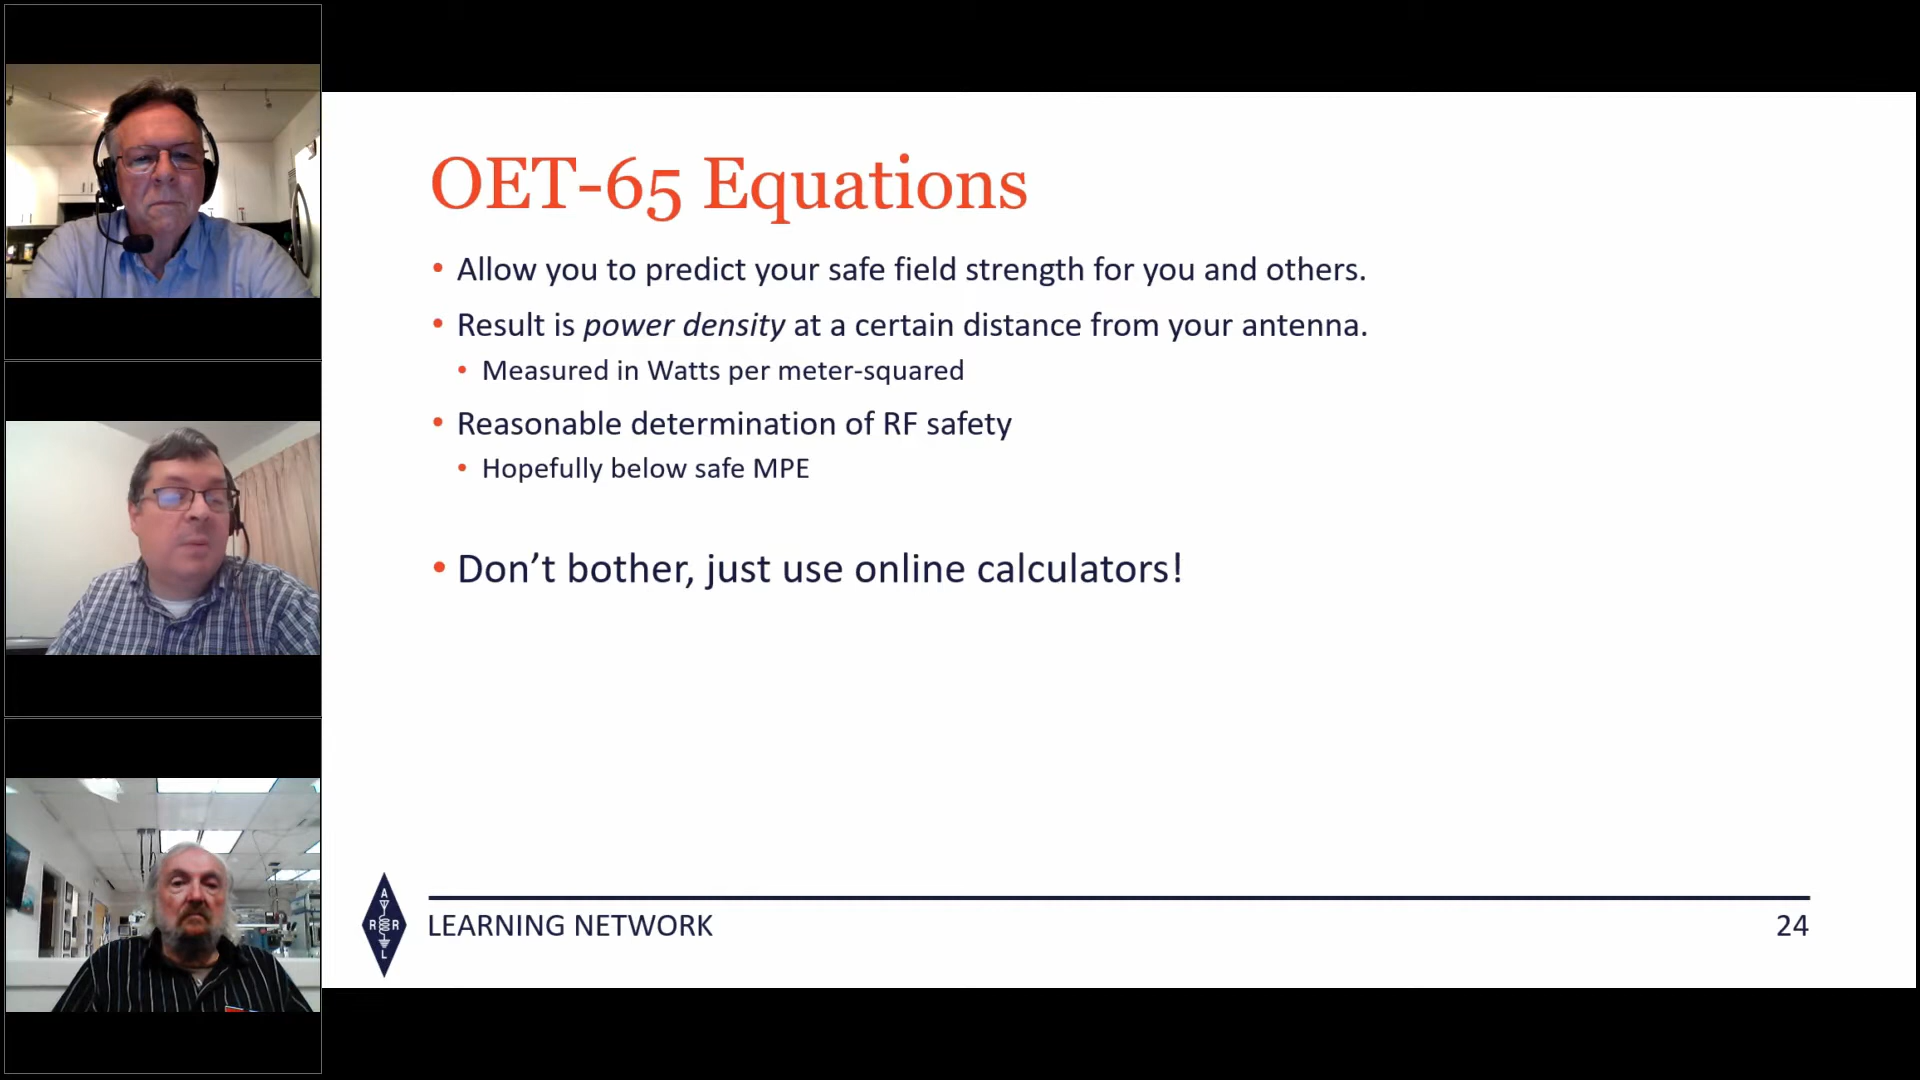 OET-65 Equations
• Allow you to predict your safe field strength for you and others.
• Result is power density at a certain distance from your antenna.
• Measured in Watts per meter-squared
• Reasonable determination of RF safety
• Hopefully below safe MPE
• Don’t bother, just use online calculators!
A
R R
L
LEARNING NETWORK
24